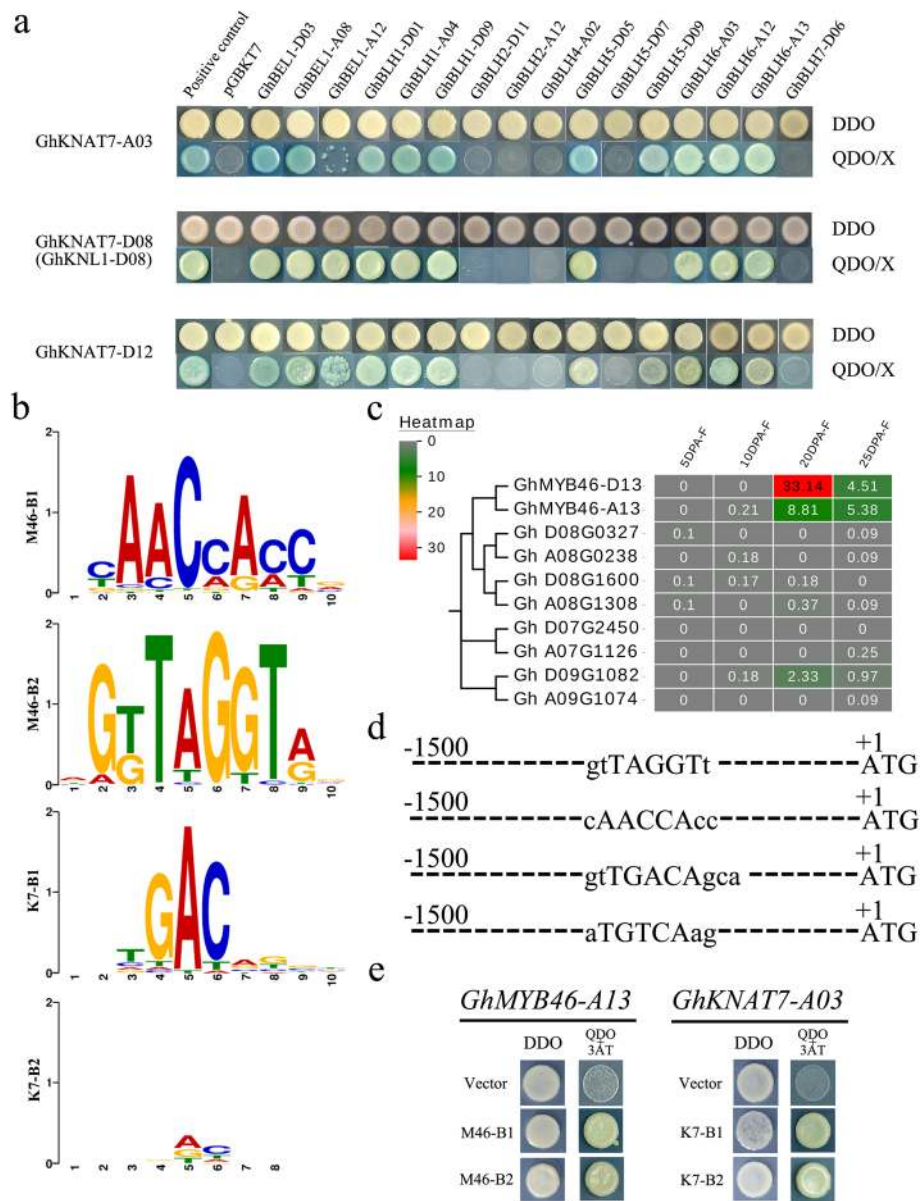 a
Positive control
pGBKT7
GhBEL1-D03
GhBEL1-A08
GhBEL1-A12
GhBLH1-D01
GhBLH1-A04
GhBLH1-D09
GhBLH2-D11
GhBLH2-A12
GhBLH4-A02
GhBLH5-D05
GhBLH5-D07
GhBLH5-D09
GhBLH6-A03
GhBLH6-A12
GhBLH6-A13
GhBLH7-D06
GhKNAT7-A03
DDO
QDO/X
GhKNAT7-D08
(GhKNL1-D08)
DDO
QDO/X
GhKNAT7-D12
DDO
QDO/X
b
M46-B1
2
1
0
CAACCACC
1 2 3 4 5 6 7 8 9 10
M46-B2
2
1
0
GTTAGGTA
1 2 3 4 5 6 7 8 9 10
K7-B1
2
1
0
TGACAG
1 2 3 4 5 6 7 8 9 10
K7-B2
2
1
AC
1 2 3 4 5 6 7 8
c
Heatmap
0
10
20
30
5DPA-F 10DPA-F 20DPA-F 25DPA-F
GhMYB46-D13 0 0 33.14 4.51
GhMYB46-A13 0 0.21 8.81 5.38
Gh D08G0327 0.1 0 0 0.09
Gh A08G0238 0 0.18 0 0.09
Gh D08G1600 0.1 0.17 0.18 0
Gh A08G1308 0.1 0 0.37 0.09
Gh D07G2450 0 0 0 0
Gh A07G1126 0 0 0 0.25
Gh D09G1082 0 0.18 2.33 0.97
Gh A09G1074 0 0 0 0.09
d
-1500 gtTAGGTt +1 ATG
-1500 cAACCAcc +1 ATG
-1500 gtTGACAgca +1 ATG
-1500 aTGTCAag +1 ATG
e
GhMYB46-A13
DDO
QDO
+
3AT
Vector
M46-B1
M46-B2
GhKNAT7-A03
DDO
QDO
+
3AT
Vector
K7-B1
K7-B2